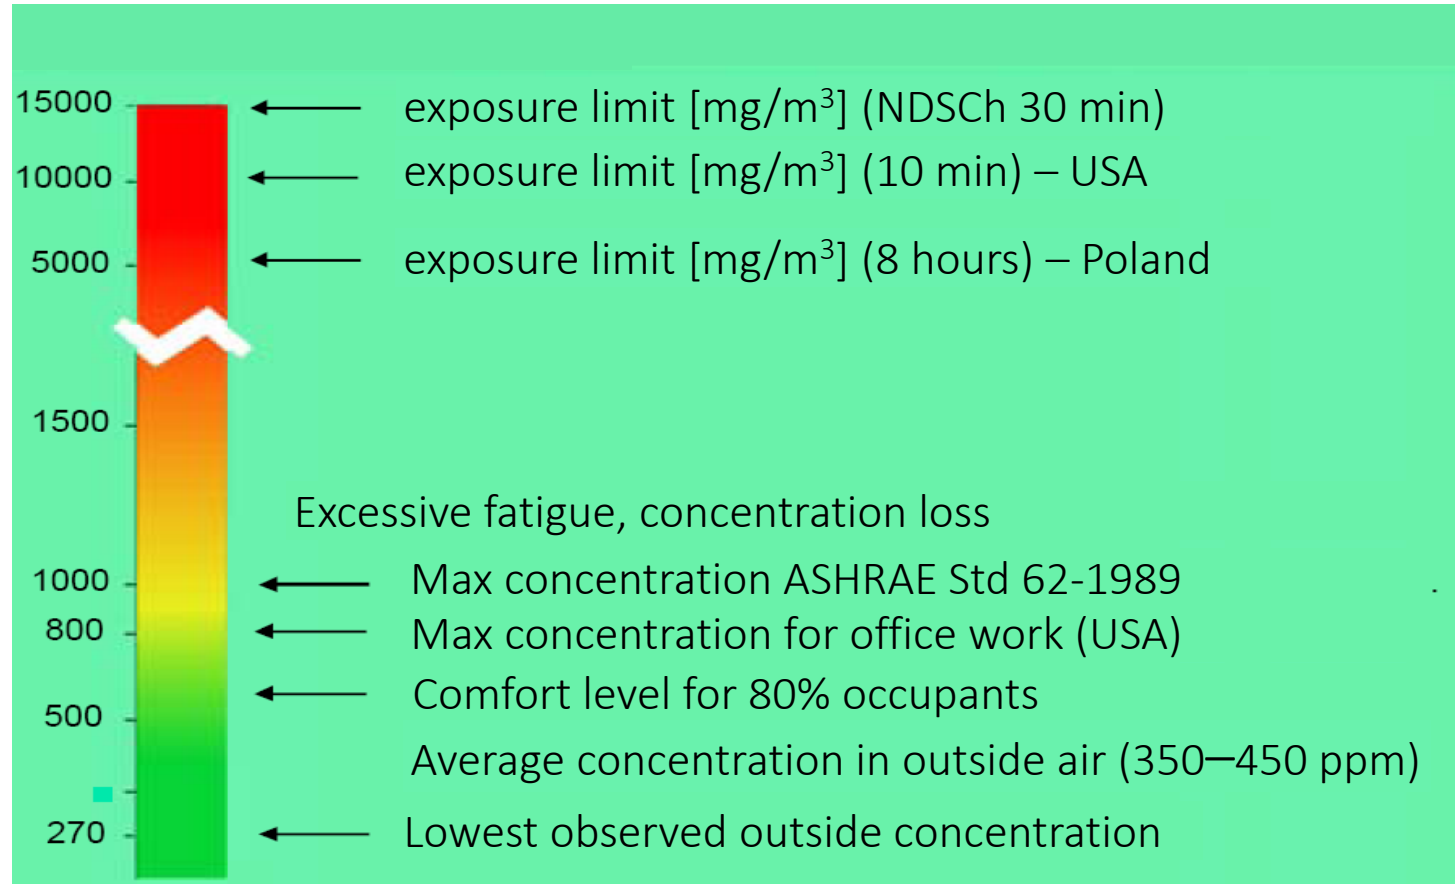 15000 exposure limit [mg/m³] (NDSCh 30 min)
10000 exposure limit [mg/m³] (10 min) – USA
5000 exposure limit [mg/m³] (8 hours) – Poland
1500
Excessive fatigue, concentration loss
1000 Max concentration ASHRAE Std 62-1989
800 Max concentration for office work (USA)
Comfort level for 80% occupants
500
Average concentration in outside air (350–450 ppm)
270 Lowest observed outside concentration